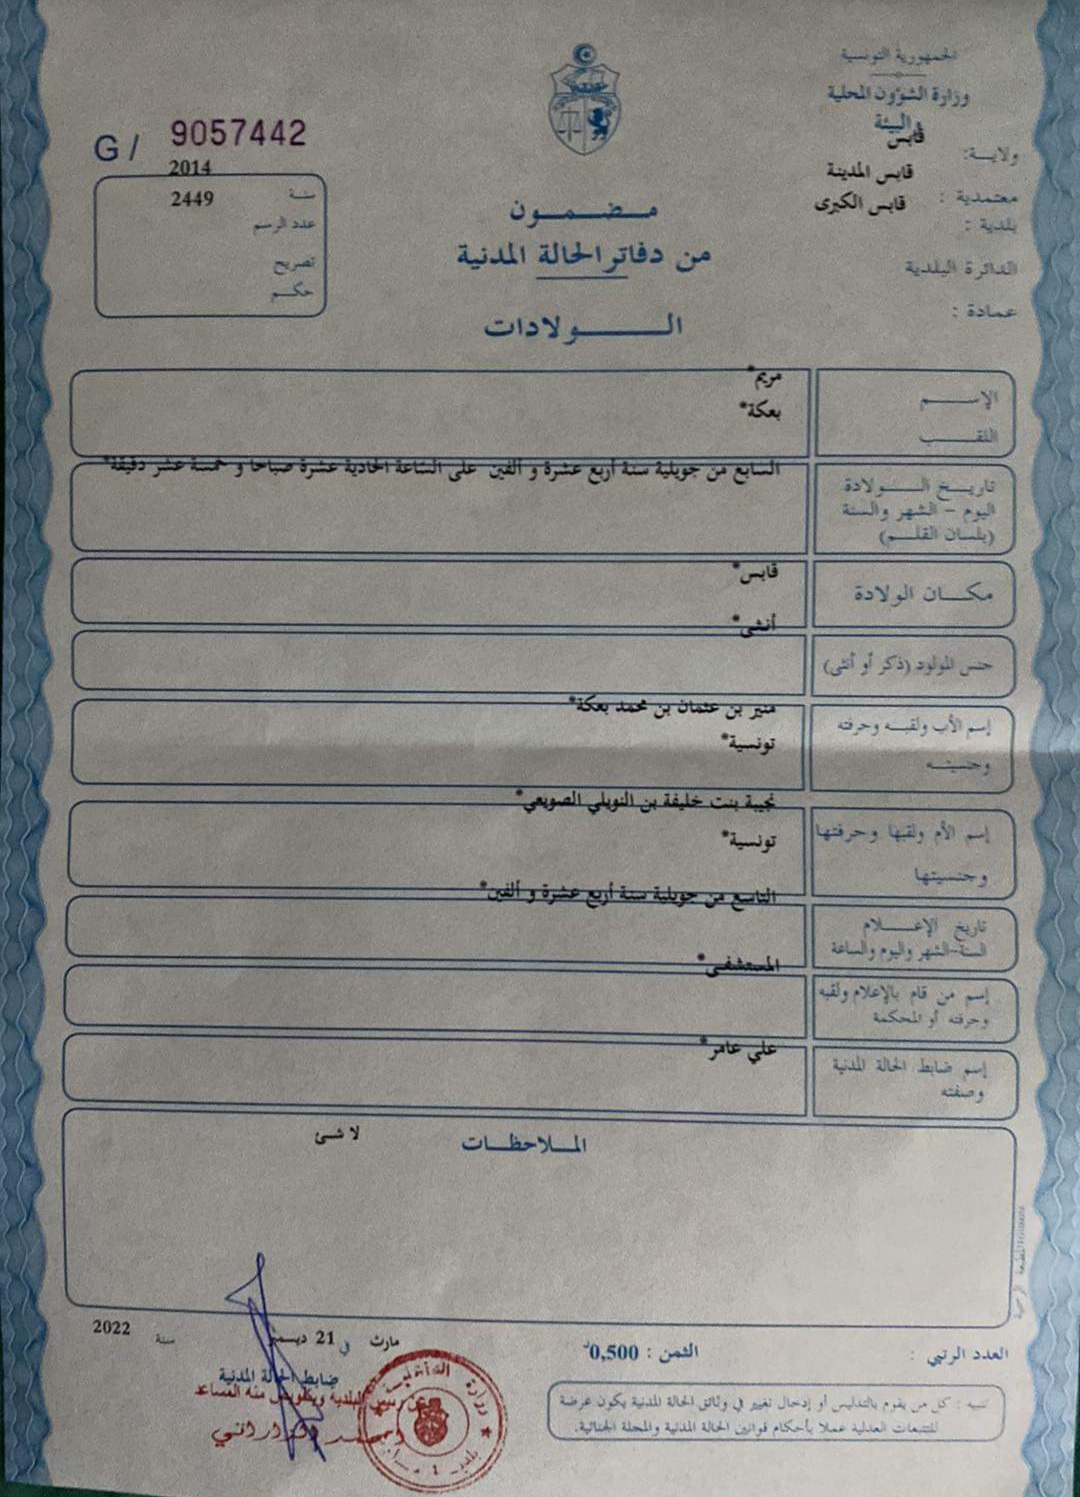 الجمهورية التونسية
وزارة الشؤون المحلية
والبيئة
ولاية: قابس
معتمدية : قابس المدينة
بلدية : قابس الكبرى
الدائرة البلدية
عمادة :
G / 9057442
سنة 2014
عدد الرسم 2449
تصريح
حكم
مضمون
من دفاتر الحالة المدنية
الولادات
الإسم مريم*
اللقب بعكة*
تاريخ الولادة السابع من جويلية سنة أربع عشرة و ألفين على الساعة الحادية عشرة صباحا و خمسة عشر دقيقة*
اليوم - الشهر والسنة
(بلسان القلم)
مكان الولادة قابس*
جنس المولود (ذكر أو أنثى) أنثى*
إسم الأب ولقبه وحرفته منير بن عثمان بن محمد بعكة*
وجنسيته تونسية*
إسم الأم ولقبها وحرفتها نجيبة بنت خليفة بن النويلي الصويعي*
وجنسيتها تونسية*
تاريخ الإعلام التاسع من جويلية سنة أربع عشرة و ألفين*
السنة-الشهر واليوم والساعة
إسم من قام بالإعلام ولقبه المستشفى*
وحرفته أو المحكمة
إسم ضابط الحالة المدنية علي عامر*
وصفته
الملاحظات لا شئ
العدد الرتبي : الثمن : 0,500د مارث في 21 ديسمبر سنة 2022
ضابط الحالة المدنية
تنبيه : كل من يقوم بالتدليس أو إدخال تغيير في وثائق الحالة المدنية يكون عرضة
للتتبعات العدلية عملا بأحكام قوانين الحالة المدنية والمجلة الجنائية.